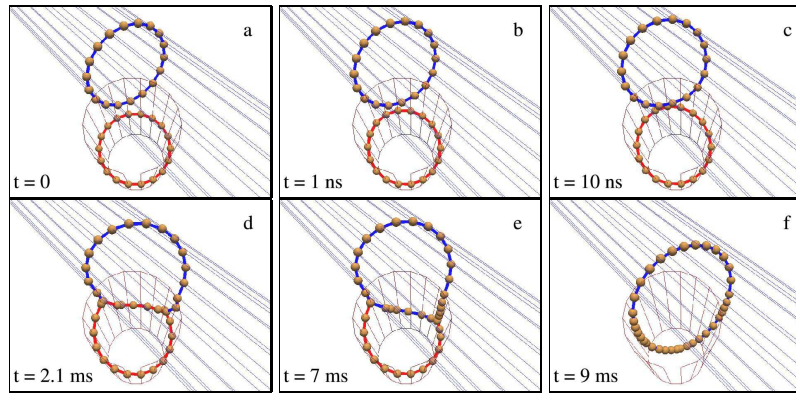 a
b
c
t = 0
t = 1 ns
t = 10 ns
d
e
f
t = 2.1 ms
t = 7 ms
t = 9 ms